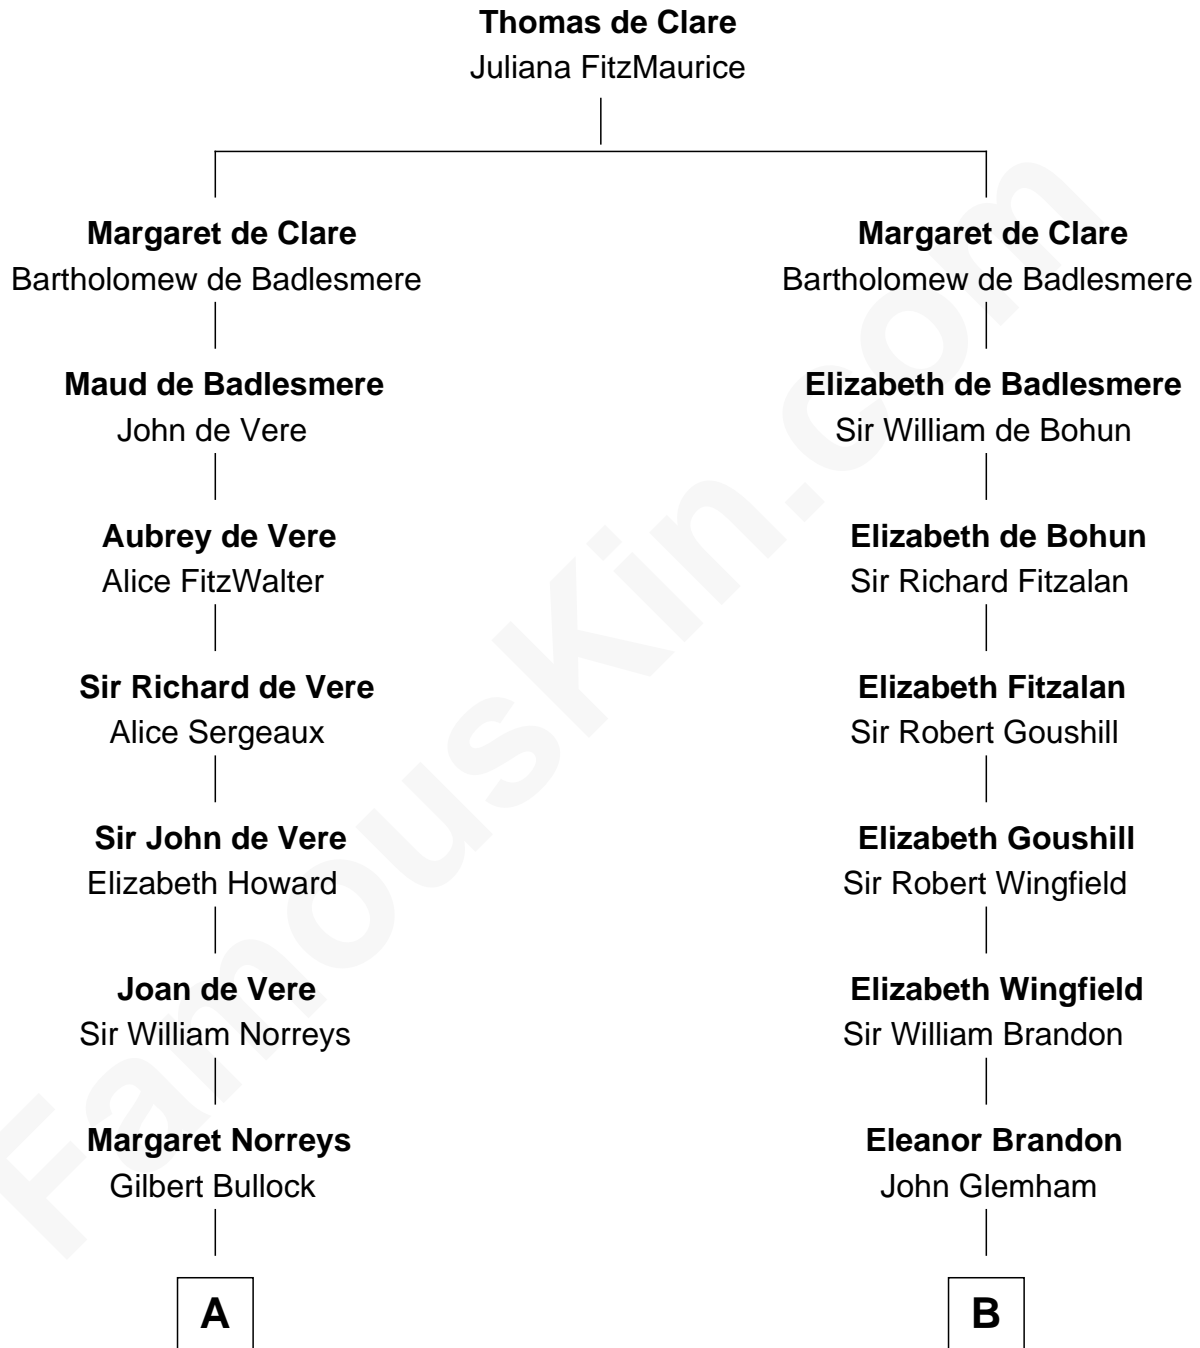 Thomas de Clare
Juliana FitzMaurice
Margaret de Clare
Bartholomew de Badlesmere
Maud de Badlesmere
John de Vere
Aubrey de Vere
Alice FitzWalter
Sir Richard de Vere
Alice Sergeaux
Sir John de Vere
Elizabeth Howard
Joan de Vere
Sir William Norreys
Margaret Norreys
Gilbert Bullock
A
Margaret de Clare
Bartholomew de Badlesmere
Elizabeth de Badlesmere
Sir William de Bohun
Elizabeth de Bohun
Sir Richard Fitzalan
Elizabeth Fitzalan
Sir Robert Goushill
Elizabeth Goushill
Sir Robert Wingfield
Elizabeth Wingfield
Sir William Brandon
Eleanor Brandon
John Glemham
B
FamousKin.com